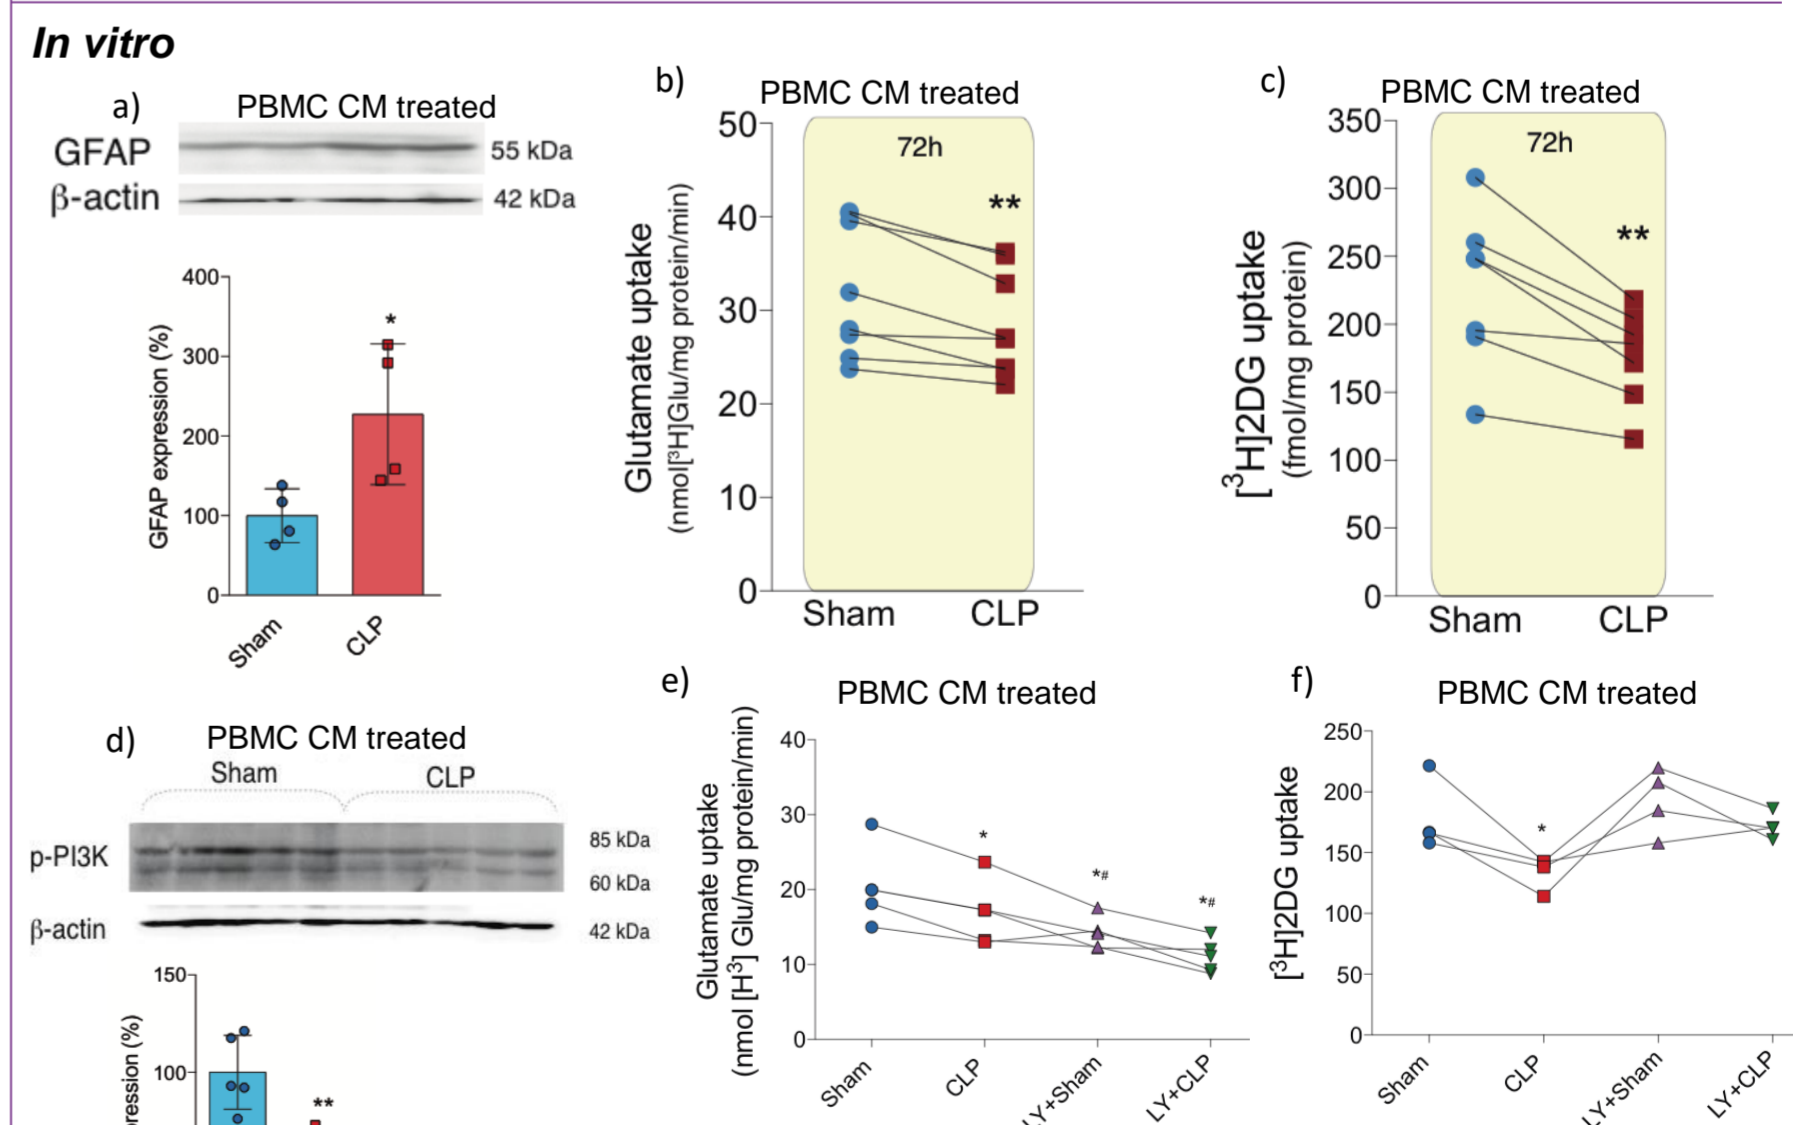 In vitro
a)
PBMC CM treated
GFAP
55 kDa
β-actin
42 kDa
GFAP expression (%)
400
300
200
100
0
*
Sham
CLP
b)
PBMC CM treated
72h
**
Glutamate uptake
(nmol[³H]Glu/mg protein/min)
50
40
30
20
10
0
Sham
CLP
c)
PBMC CM treated
72h
**
[³H]2DG uptake
(fmol/mg protein)
350
300
250
200
150
100
50
0
Sham
CLP
d)
PBMC CM treated
Sham
CLP
p-PI3K
85 kDa
60 kDa
β-actin
42 kDa
150
100
ression (%)
**
e)
PBMC CM treated
Glutamate uptake
(nmol [H³] Glu/mg protein/min)
40
30
20
10
0
*
*#
*#
Sham
CLP
LY+Sham
LY+CLP
f)
PBMC CM treated
[³H]2DG uptake
250
200
150
100
50
0
*
Sham
CLP
LY+Sham
LY+CLP